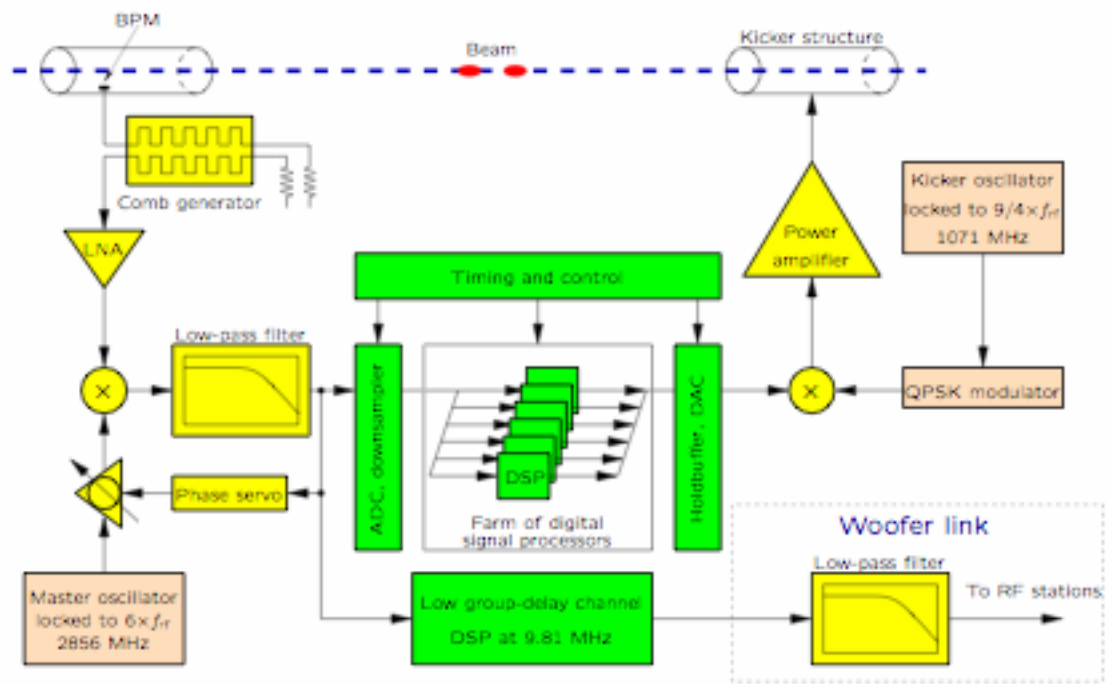 BPM
Beam
Kicker structure
Comb generator
LNA
Kicker oscillator
locked to 9/4×f_rf
1071 MHz
Power
amplifier
Timing and control
Low-pass filter
×
ADC, downsampler
DSP
Farm of digital
signal processors
Holdbuffer, DAC
×
QPSK modulator
Phase servo
Master oscillator
locked to 6×f_rf
2856 MHz
Low group-delay channel
DSP at 9.81 MHz
Woofer link
Low-pass filter
To RF stations